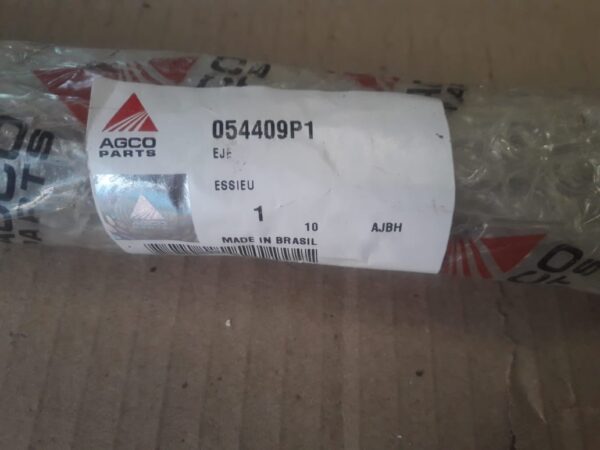 AGCO
PARTS
054409P1
EJE
ESSIEU
1
10
AJBH
MADE IN BRASIL